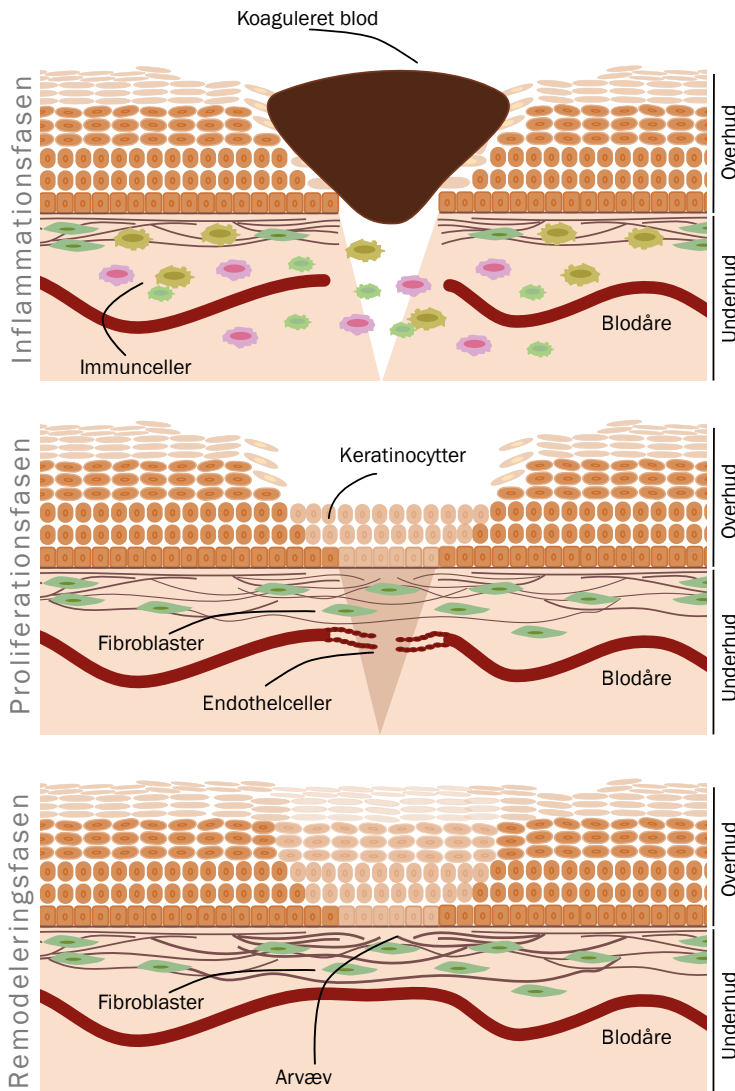 Koaguleret blod
Inflammationsfasen
Overhud
Underhud
Blodåre
Immunceller
Proliferationsfasen
Keratinocytter
Overhud
Fibroblaster
Underhud
Blodåre
Endothelceller
Remodeleringsfasen
Overhud
Underhud
Fibroblaster
Blodåre
Arvæv